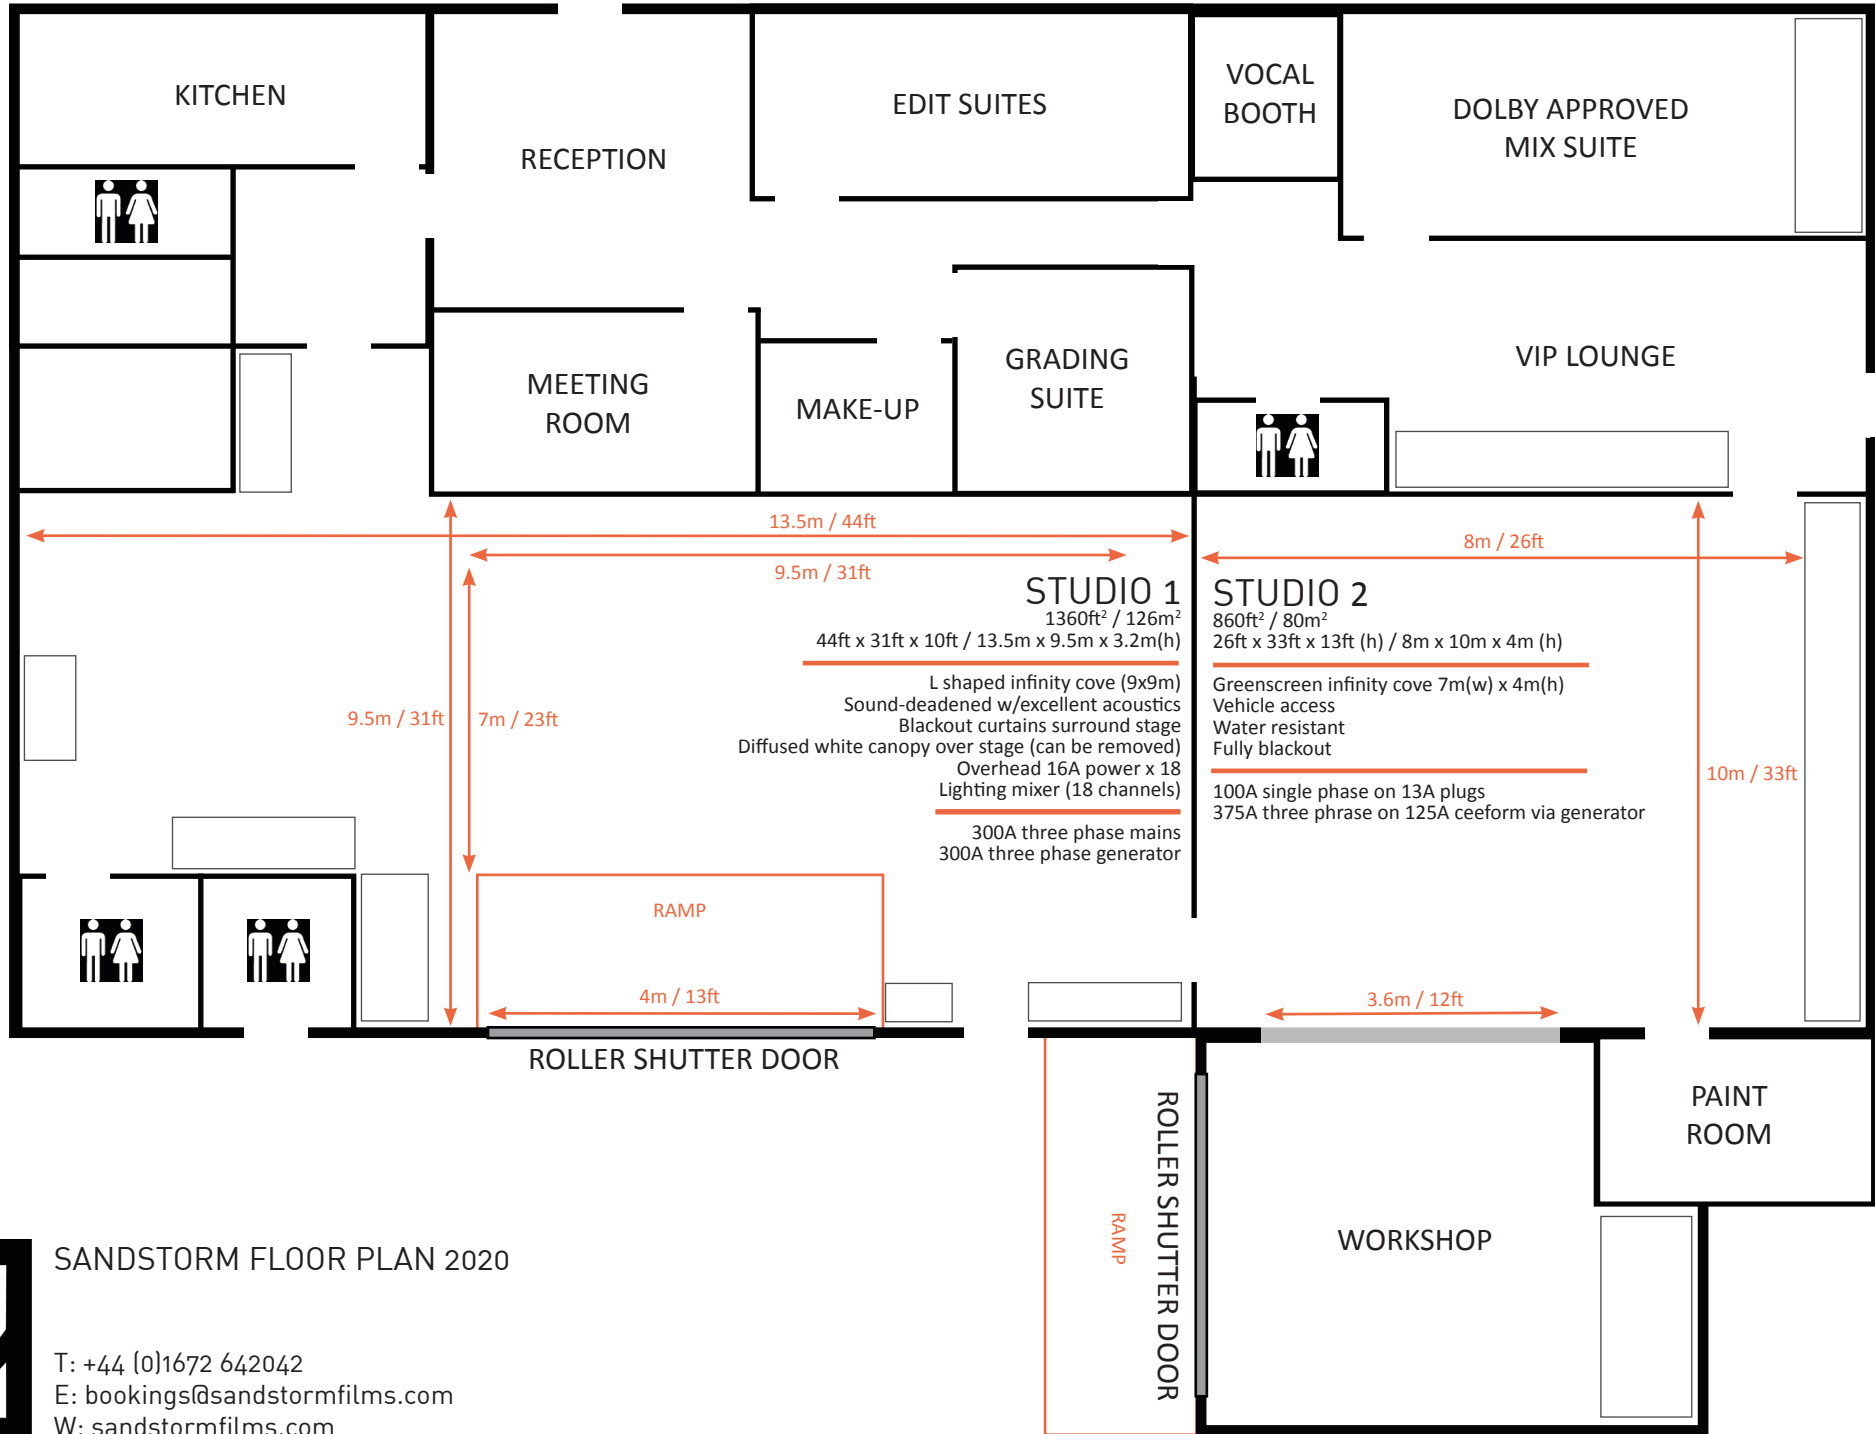 KITCHEN
RECEPTION
EDIT SUITES
VOCAL
BOOTH
DOLBY APPROVED
MIX SUITE
MEETING
ROOM
MAKE-UP
GRADING
SUITE
VIP LOUNGE
13.5m / 44ft
9.5m / 31ft
8m / 26ft
9.5m / 31ft
7m / 23ft
STUDIO 1
1360ft² / 126m²
44ft x 31ft x 10ft / 13.5m x 9.5m x 3.2m(h)
L shaped infinity cove (9x9m)
Sound-deadened w/excellent acoustics
Blackout curtains surround stage
Diffused white canopy over stage (can be removed)
Overhead 16A power x 18
Lighting mixer (18 channels)
300A three phase mains
300A three phase generator
STUDIO 2
860ft² / 80m²
26ft x 33ft x 13ft (h) / 8m x 10m x 4m (h)
Greenscreen infinity cove 7m(w) x 4m(h)
Vehicle access
Water resistant
Fully blackout
100A single phase on 13A plugs
375A three phrase on 125A ceeform via generator
10m / 33ft
RAMP
4m / 13ft
3.6m / 12ft
ROLLER SHUTTER DOOR
RAMP
ROLLER SHUTTER DOOR
WORKSHOP
PAINT
ROOM
SANDSTORM FLOOR PLAN 2020
T: +44 (0)1672 642042
E: bookings@sandstormfilms.com
W: sandstormfilms.com